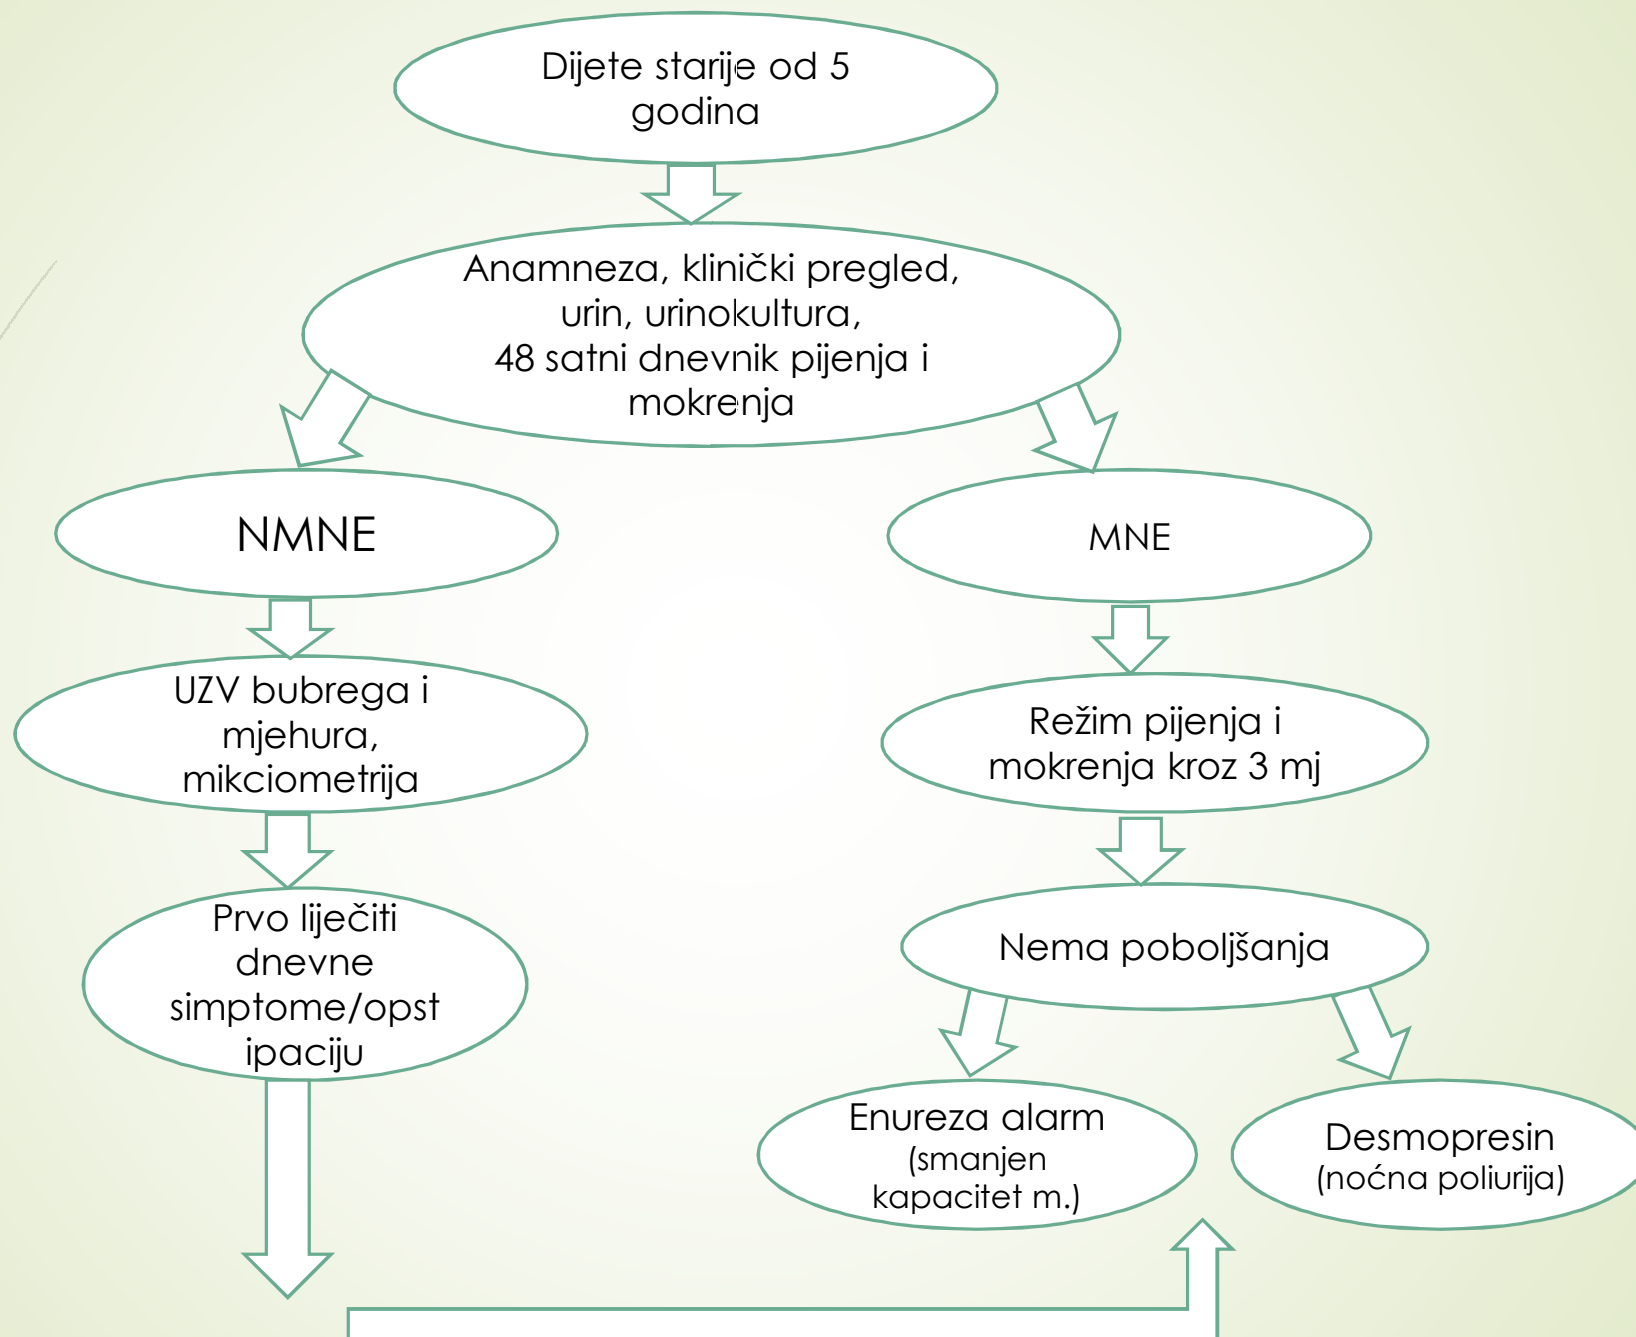 Dijete starije od 5
godina
Anamneza, klinički pregled,
urin, urinokultura,
48 satni dnevnik pijenja i
mokrenja
NMNE
MNE
UZV bubrega i
mjehura,
mikciometrija
Režim pijenja i
mokrenja kroz 3 mj
Prvo liječiti
dnevne
simptome/opst
ipaciju
Nema poboljšanja
Enureza alarm
(smanjen
kapacitet m.)
Desmopresin
(noćna poliurija)